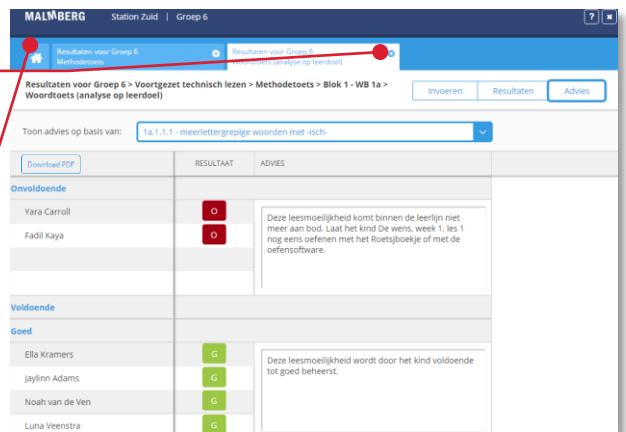 MALMBERG Station Zuid | Groep 6 ?
Resultaten voor Groep 6
Methodetoets
Resultaten voor Groep 6
Woordtoets (analyse op leerdoel)
Resultaten voor Groep 6 > Voortgezet technisch lezen > Methodetoets > Blok 1 - WB 1a >
Woordtoets (analyse op leerdoel)
Invoeren Resultaten Advies
Toon advies op basis van: 1a.1.1.1 - meerlettergrepige woorden met -isch-
Download PDF RESULTAAT ADVIES
Onvoldoende
Yara Carroll O
Fadil Kaya O
Deze leesmoeilijkheid komt binnen de leerlijn niet
meer aan bod. Laat het kind De wens, week 1, les 1
nog eens oefenen met het Roetsjboekje of met de
oefensoftware.
Voldoende
Goed
Ella Kramers G
Jaylinn Adams G
Noah van de Ven G
Luna Veenstra G
Deze leesmoeilijkheid wordt door het kind voldoende
tot goed beheerst.